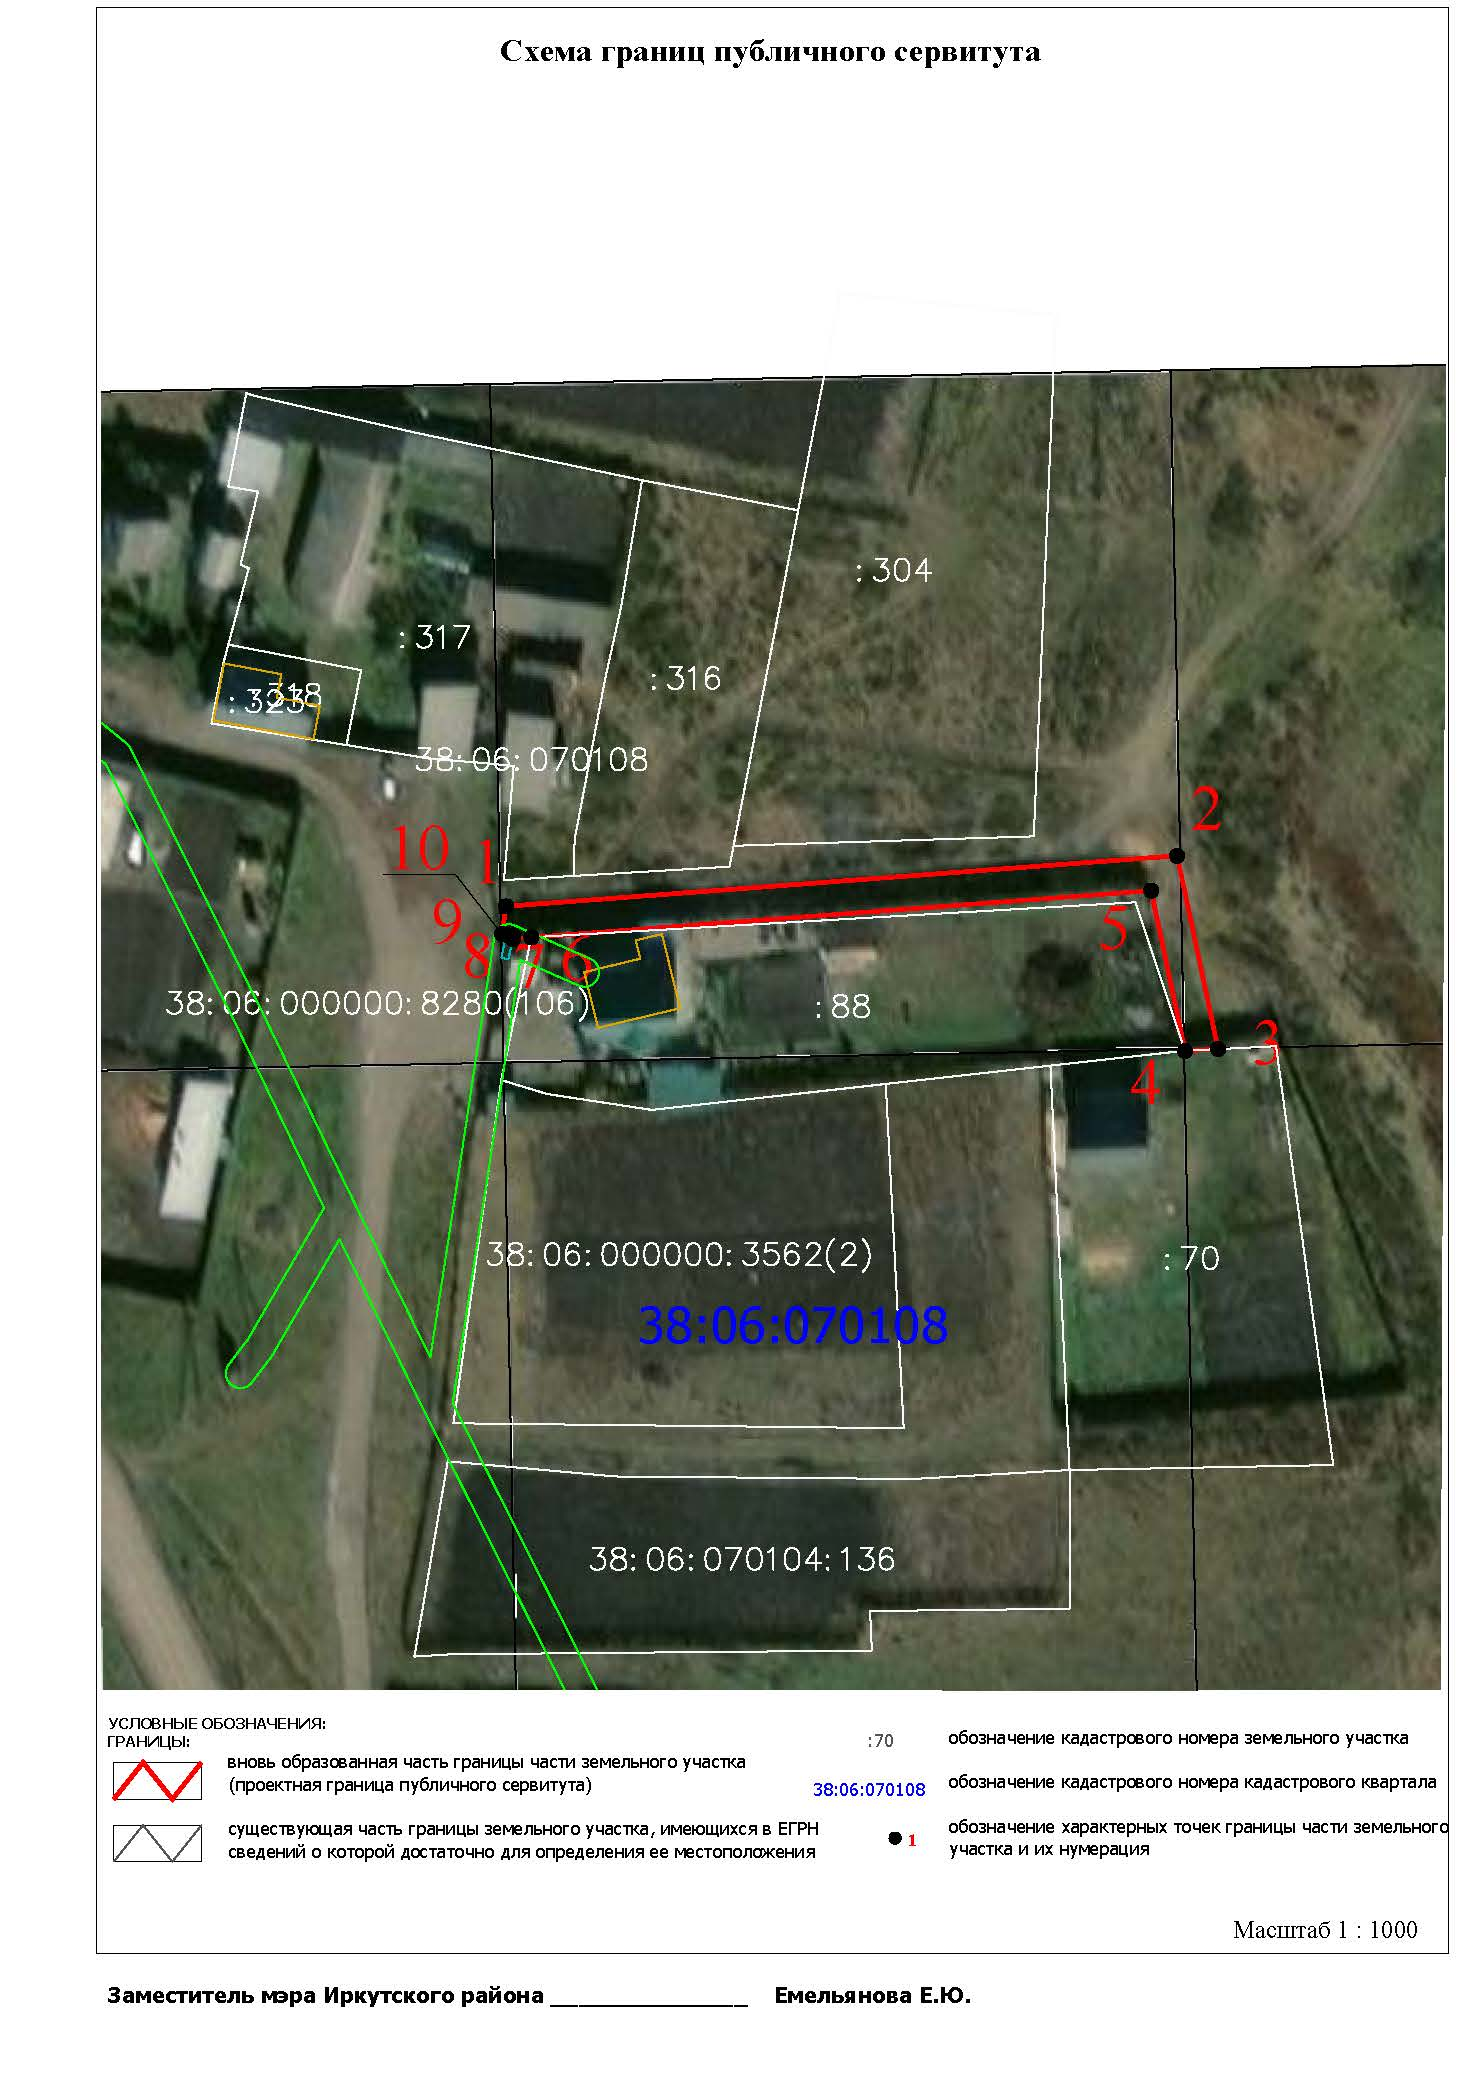 Схема границ публичного сервитута
: 304
: 317
: 316
: 318
: 323
38: 06: 070108
10
1
2
9
8
7
6
5
3
4
38: 06: 000000: 8280(106)
: 88
38: 06: 000000: 3562(2)
: 70
38:06:070108
38: 06: 070104: 136
УСЛОВНЫЕ ОБОЗНАЧЕНИЯ:
ГРАНИЦЫ:
вновь образованная часть границы части земельного участка
(проектная граница публичного сервитута)
существующая часть границы земельного участка, имеющихся в ЕГРН
сведений о которой достаточно для определения ее местоположения
:70
обозначение кадастрового номера земельного участка
38:06:070108
обозначение кадастрового номера кадастрового квартала
1
обозначение характерных точек границы части земельного
участка и их нумерация
Масштаб 1 : 1000
Заместитель мэра Иркутского района ________________ Емельянова Е.Ю.